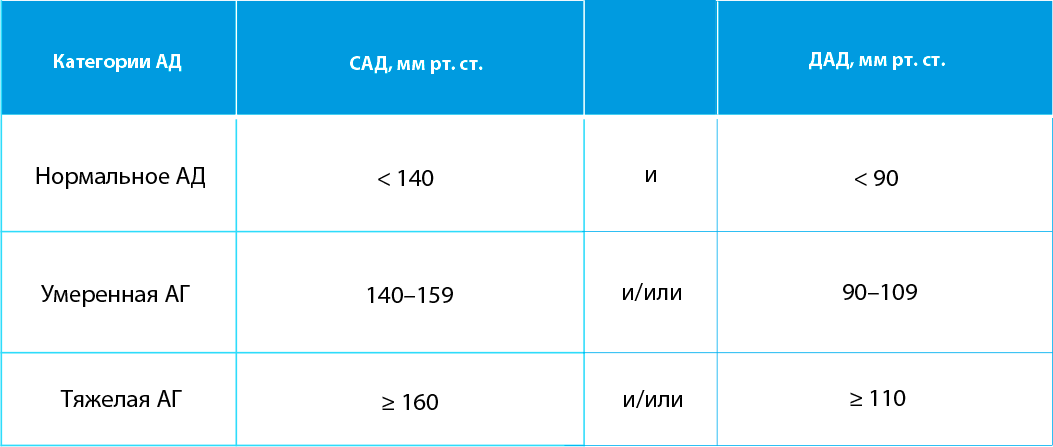 Категории АД САД, мм рт. ст. ДАД, мм рт. ст.
Нормальное АД < 140 и < 90
Умеренная АГ 140–159 и/или 90–109
Тяжелая АГ ≥ 160 и/или ≥ 110